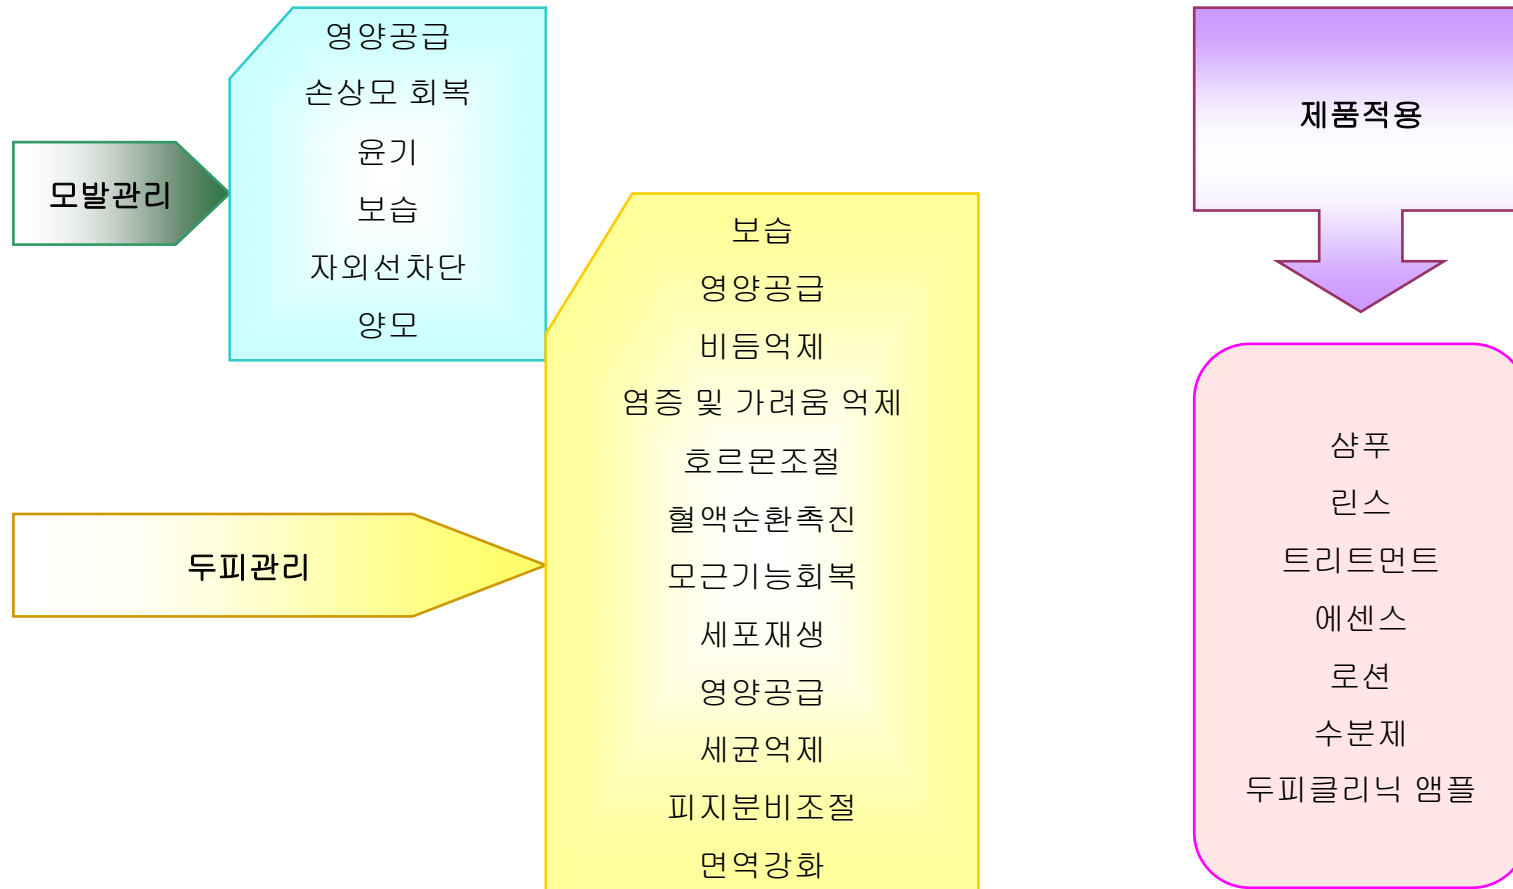 모발관리
영양공급
손상모 회복
윤기
보습
자외선차단
양모
두피관리
보습
영양공급
비듬억제
염증 및 가려움 억제
호르몬조절
혈액순환촉진
모근기능회복
세포재생
영양공급
세균억제
피지분비조절
면역강화
제품적용
샴푸
린스
트리트먼트
에센스
로션
수분제
두피클리닉 앰플